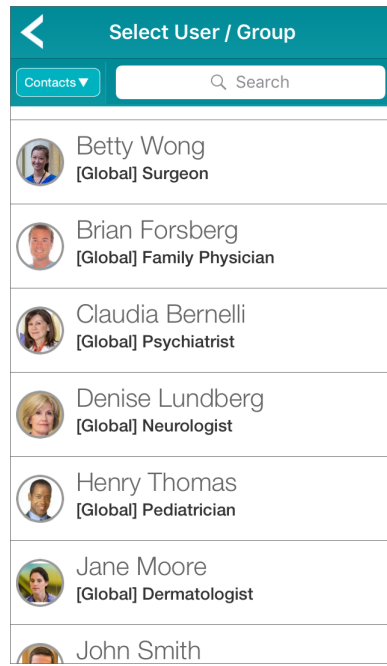 Select User / Group
Contacts▼
Search
Betty Wong
[Global] Surgeon
Brian Forsberg
[Global] Family Physician
Claudia Bernelli
[Global] Psychiatrist
Denise Lundberg
[Global] Neurologist
Henry Thomas
[Global] Pediatrician
Jane Moore
[Global] Dermatologist
John Smith